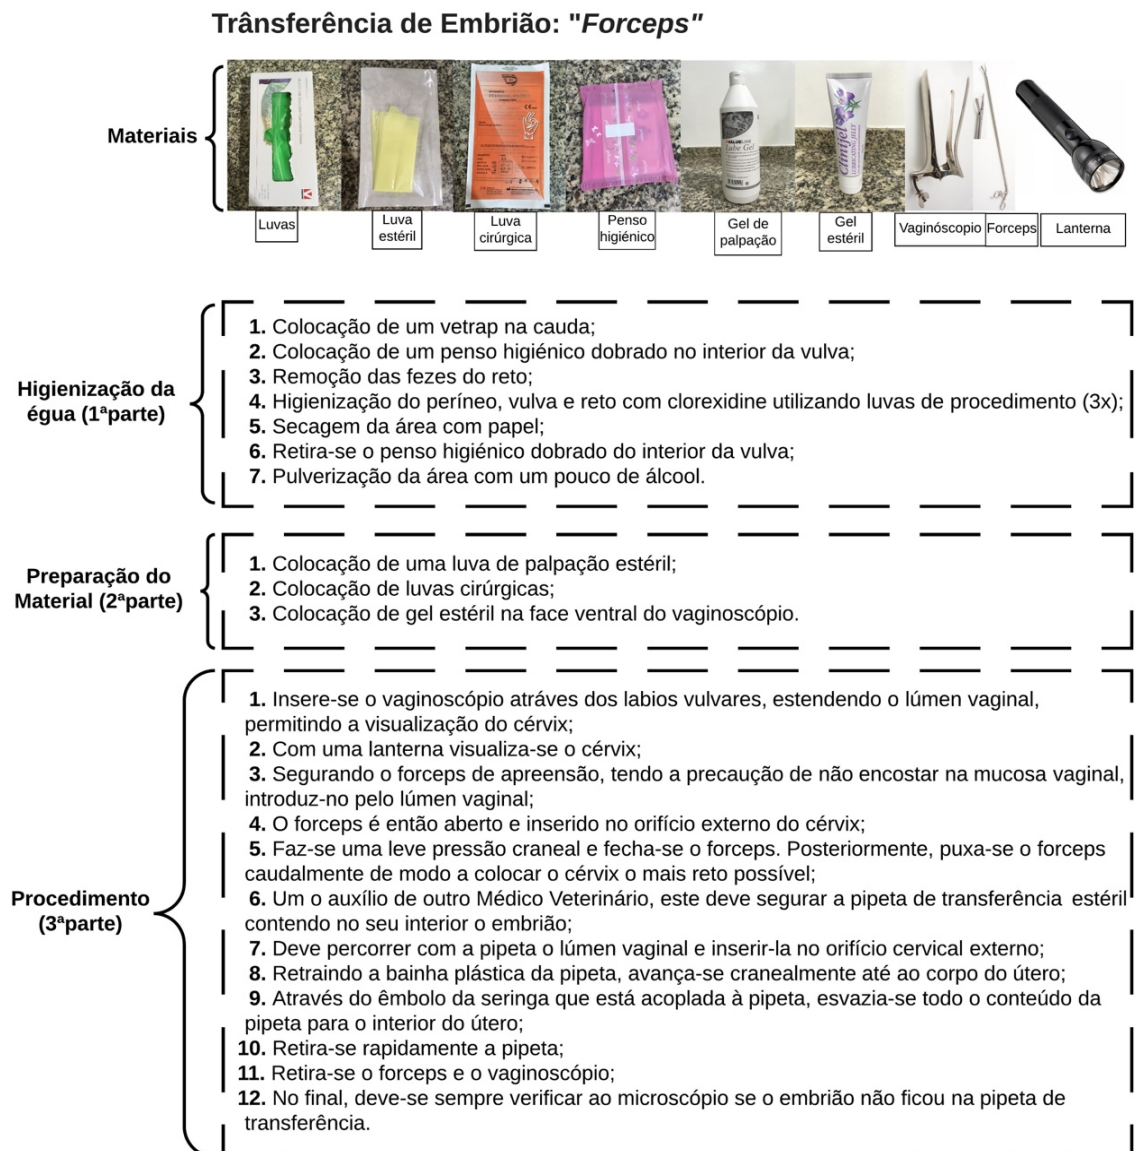 Trânsferência de Embrião: "Forceps"
Materiais
Luvas
Luva
estéril
Luva
cirúrgica
Penso
higiénico
Gel de
palpação
Gel
estéril
Vaginóscopio
Forceps
Lanterna
Higienização da
égua (1ªparte)
1. Colocação de um vetrap na cauda;
2. Colocação de um penso higiénico dobrado no interior da vulva;
3. Remoção das fezes do reto;
4. Higienização do períneo, vulva e reto com clorexidine utilizando luvas de procedimento (3x);
5. Secagem da área com papel;
6. Retira-se o penso higiénico dobrado do interior da vulva;
7. Pulverização da área com um pouco de álcool.
Preparação do
Material (2ªparte)
1. Colocação de uma luva de palpação estéril;
2. Colocação de luvas cirúrgicas;
3. Colocação de gel estéril na face ventral do vaginoscópio.
Procedimento
(3ªparte)
1. Insere-se o vaginoscópio atráves dos labios vulvares, estendendo o lúmen vaginal,
permitindo a visualização do cérvix;
2. Com uma lanterna visualiza-se o cérvix;
3. Segurando o forceps de apreensão, tendo a precaução de não encostar na mucosa vaginal,
introduz-no pelo lúmen vaginal;
4. O forceps é então aberto e inserido no orifício externo do cérvix;
5. Faz-se uma leve pressão craneal e fecha-se o forceps. Posteriormente, puxa-se o forceps
caudalmente de modo a colocar o cérvix o mais reto possível;
6. Um o auxílio de outro Médico Veterinário, este deve segurar a pipeta de transferência estéril
contendo no seu interior o embrião;
7. Deve percorrer com a pipeta o lúmen vaginal e inserir-la no orifício cervical externo;
8. Retraindo a bainha plástica da pipeta, avança-se cranealmente até ao corpo do útero;
9. Através do êmbolo da seringa que está acoplada à pipeta, esvazia-se todo o conteúdo da
pipeta para o interior do útero;
10. Retira-se rapidamente a pipeta;
11. Retira-se o forceps e o vaginoscópio;
12. No final, deve-se sempre verificar ao microscópio se o embrião não ficou na pipeta de
transferência.